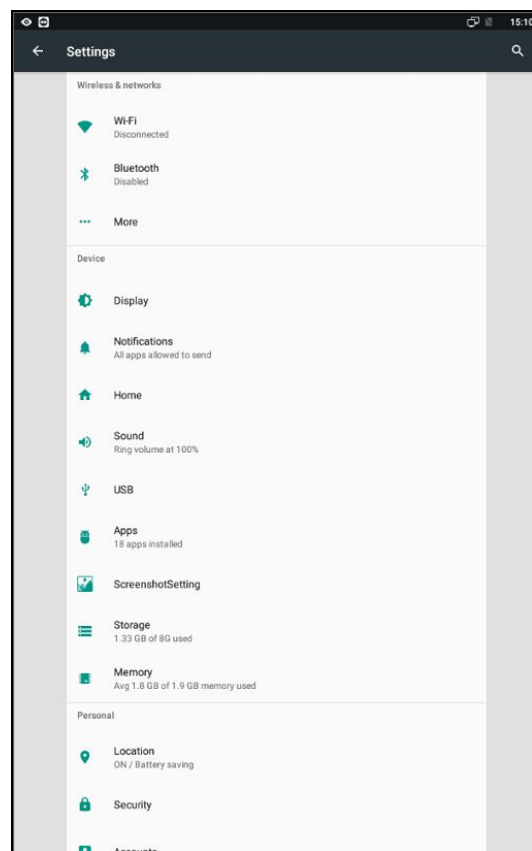 15:10
Settings
Wireless & networks
Wi-Fi
Disconnected
Bluetooth
Disabled
More
Device
Display
Notifications
All apps allowed to send
Home
Sound
Ring volume at 100%
USB
Apps
18 apps installed
ScreenshotSetting
Storage
1.33 GB of 8G used
Memory
Avg 1.8 GB of 1.9 GB memory used
Personal
Location
ON / Battery saving
Security
Accounts